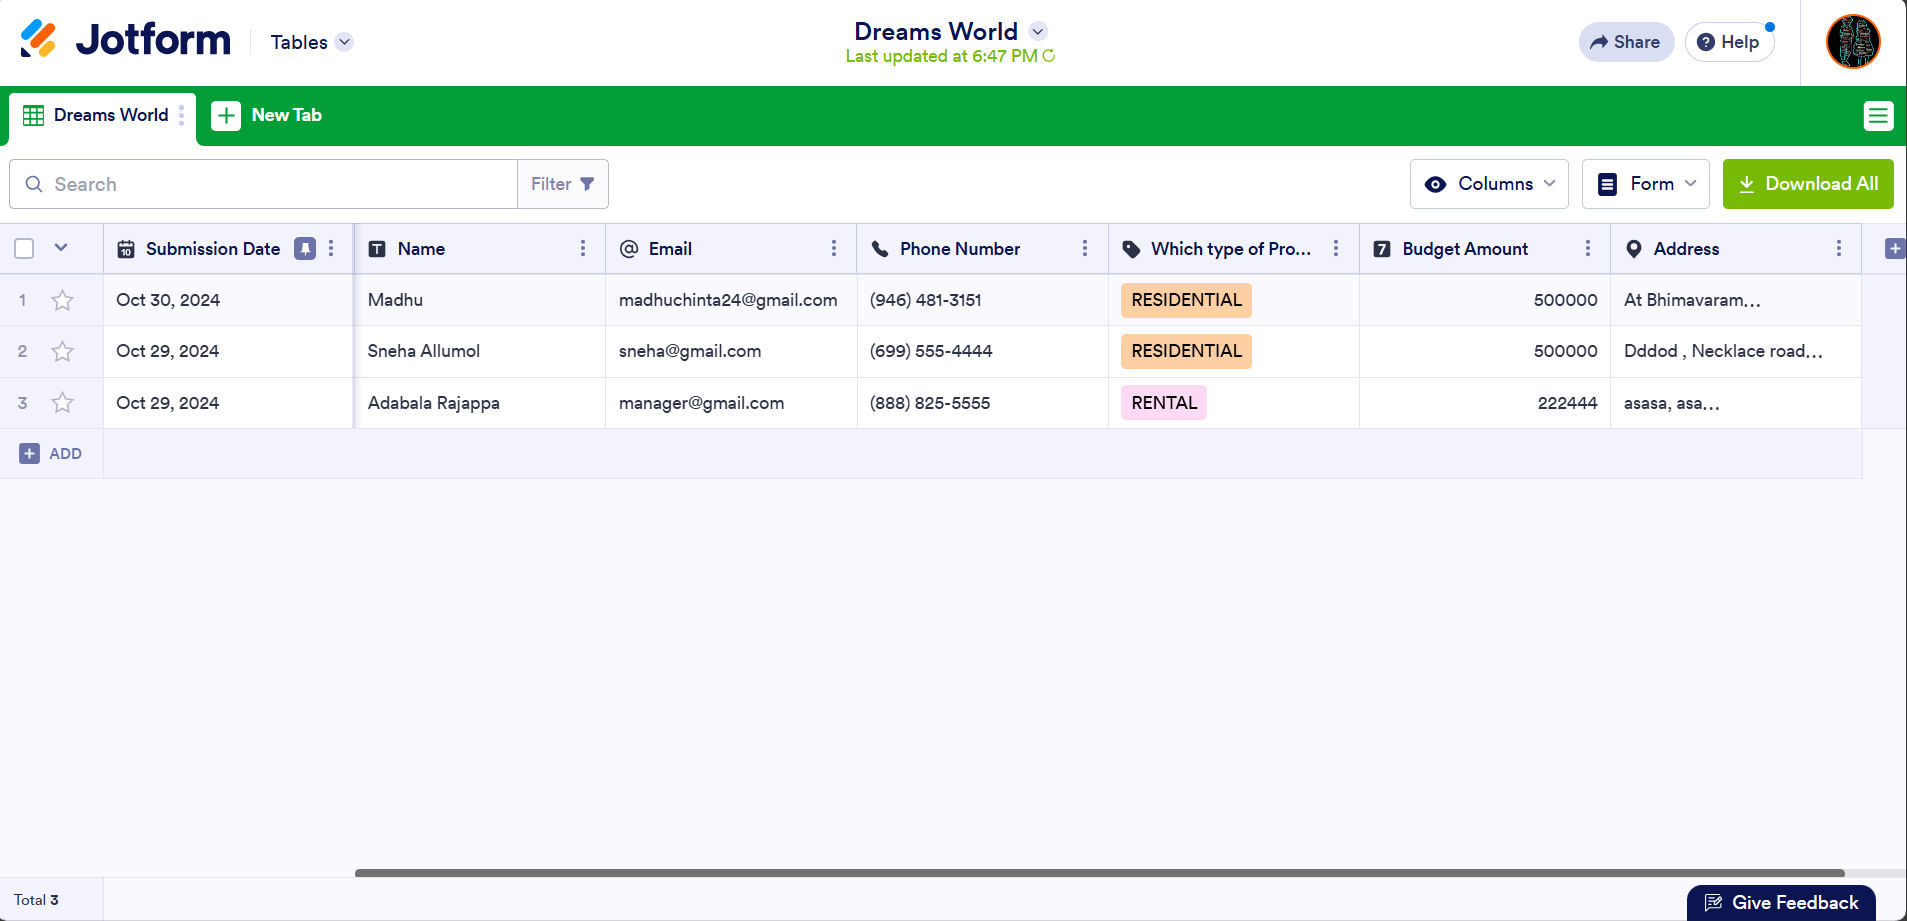 Jotform
Tables
Dreams World
Last updated at 6:47 PM
Share
Help
Dreams World
New Tab
Search
Filter
Columns
Form
Download All
Submission Date Name Email Phone Number Which type of Pro... Budget Amount Address
1 Oct 30, 2024 Madhu madhuchinta24@gmail.com (946) 481-3151 RESIDENTIAL 500000 At Bhimavaram...
2 Oct 29, 2024 Sneha Allumol sneha@gmail.com (699) 555-4444 RESIDENTIAL 500000 Dddod , Necklace road...
3 Oct 29, 2024 Adabala Rajappa manager@gmail.com (888) 825-5555 RENTAL 222444 asasa, asa...
ADD
Total 3
Give Feedback